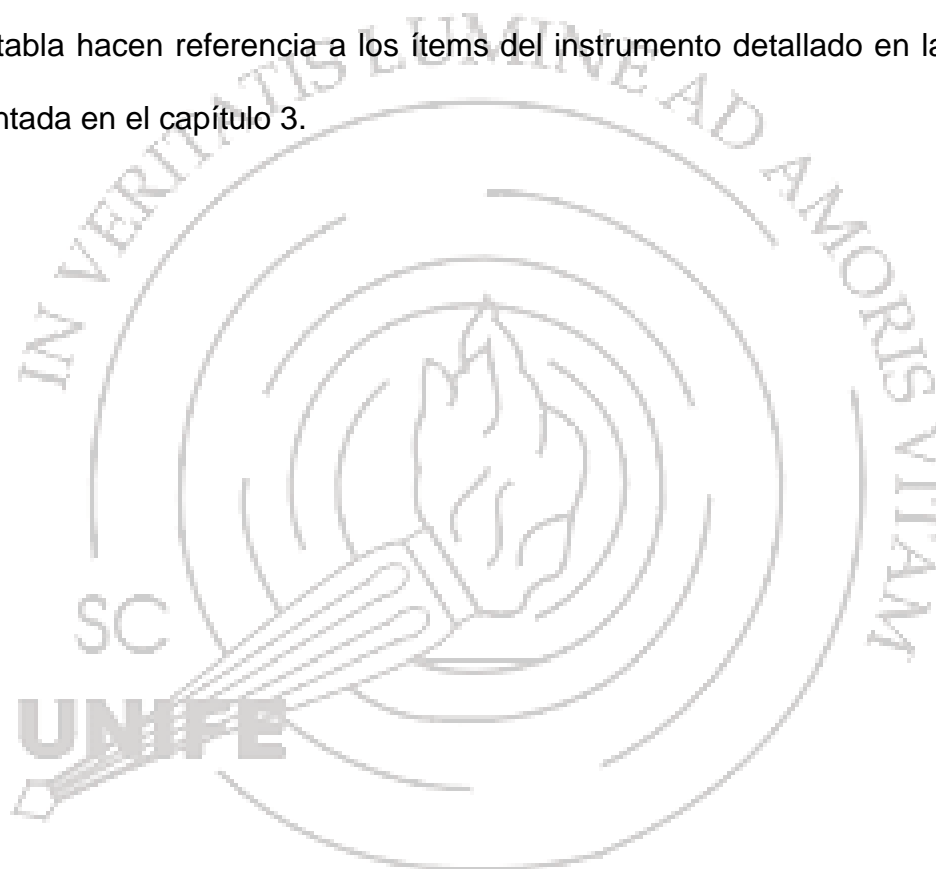 tabla hacen referencia a los ítems del instrumento detallado en la
ntada en el capítulo 3.
IN VERITATIS LUMINE AD AMORIS VITAM
SC
UNIFE